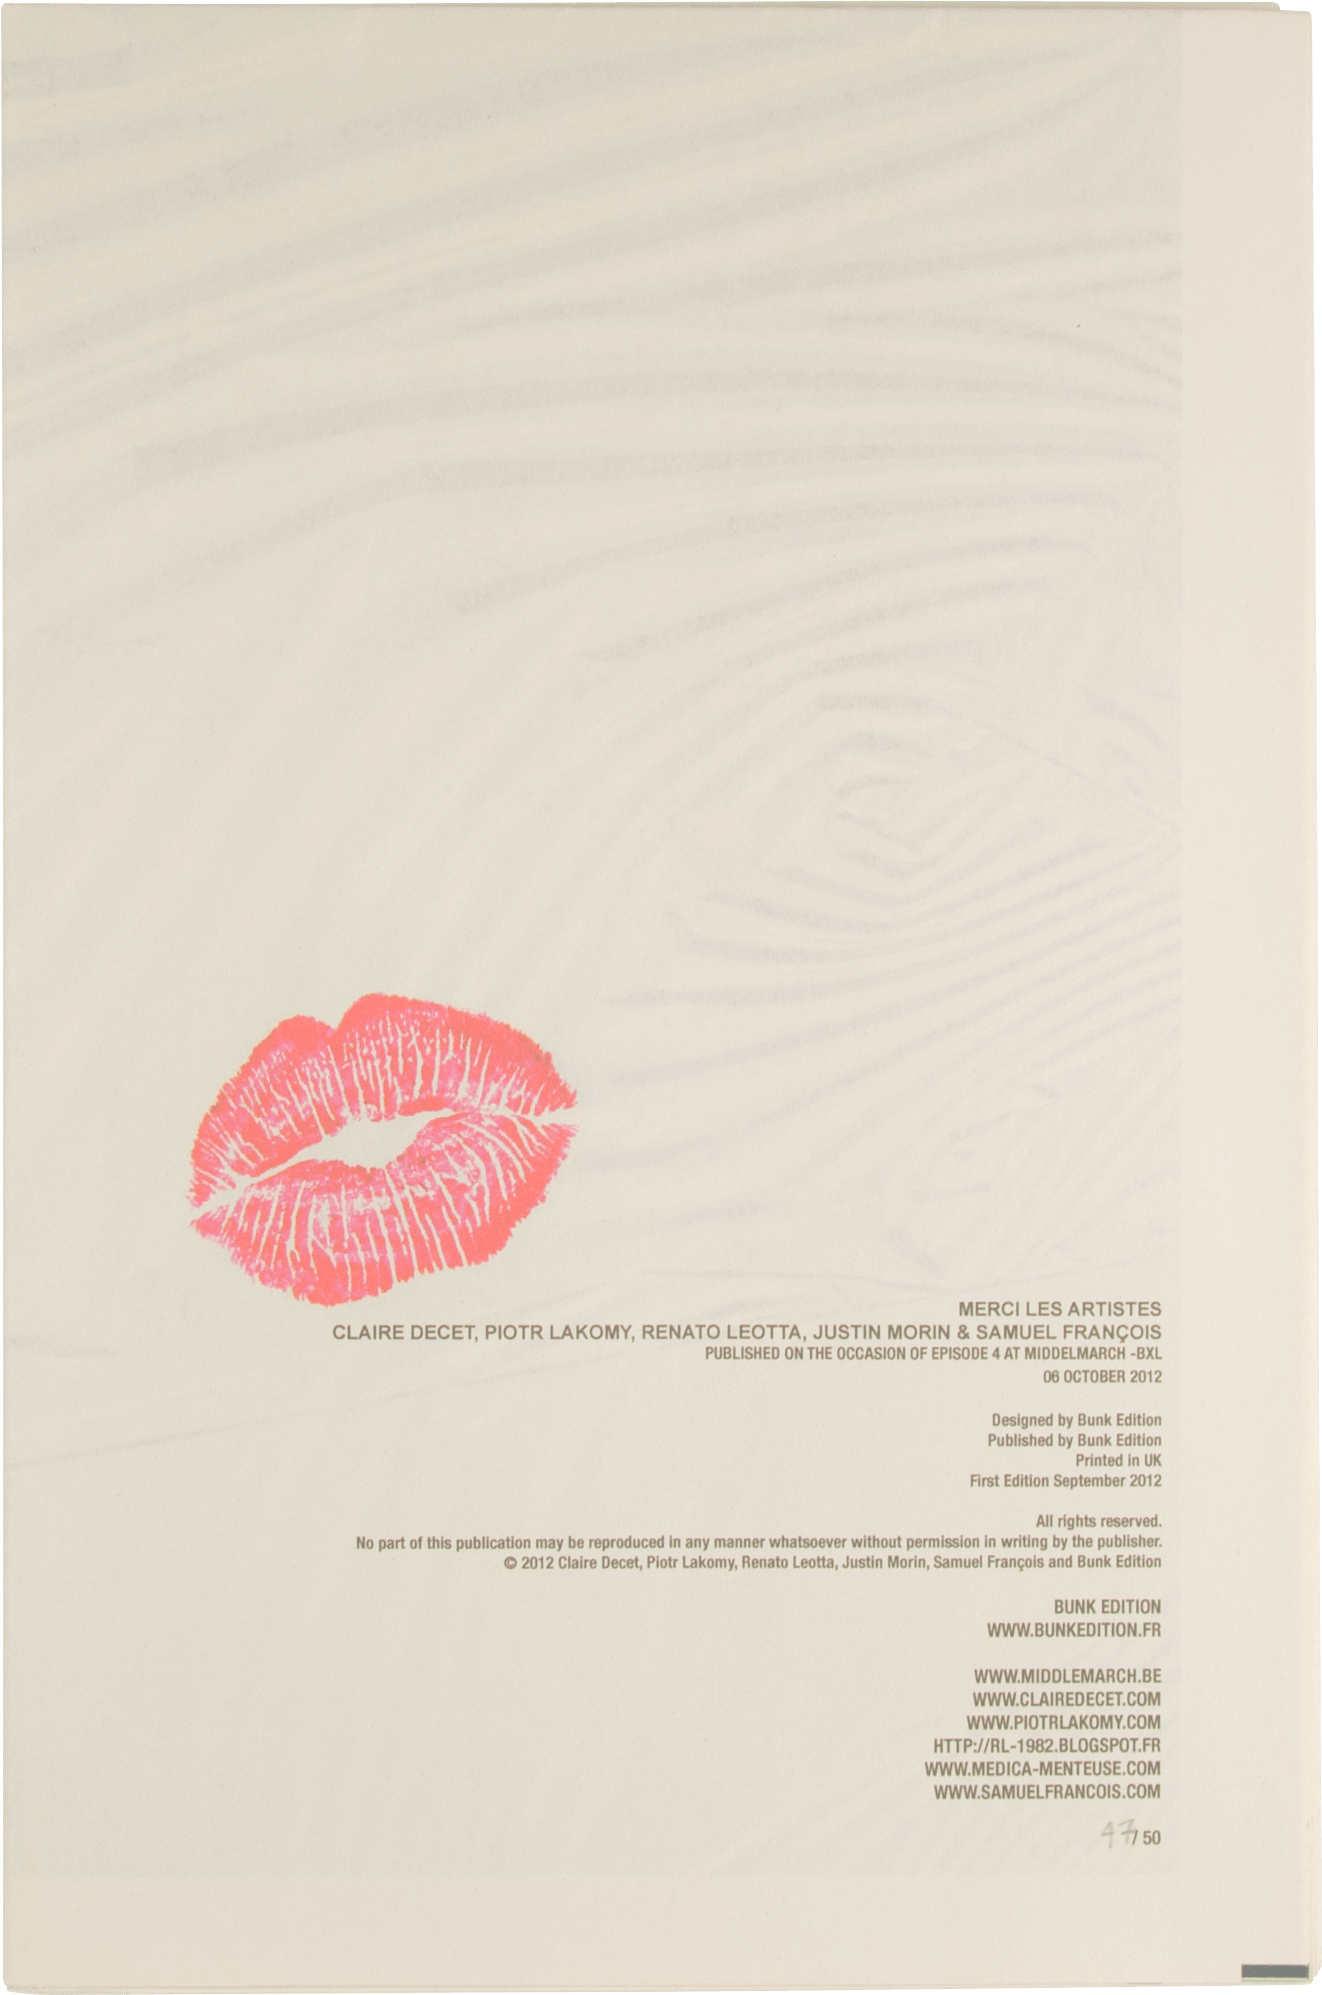 MERCI LES ARTISTES
CLAIRE DECET, PIOTR LAKOMY, RENATO LEOTTA, JUSTIN MORIN & SAMUEL FRANÇOIS
PUBLISHED ON THE OCCASION OF EPISODE 4 AT MIDDELMARCH -BXL
06 OCTOBER 2012
Designed by Bunk Edition
Published by Bunk Edition
Printed in UK
First Edition September 2012
All rights reserved.
No part of this publication may be reproduced in any manner whatsoever without permission in writing by the publisher.
© 2012 Claire Decet, Piotr Lakomy, Renato Leotta, Justin Morin, Samuel François and Bunk Edition
BUNK EDITION
WWW.BUNKEDITION.FR
WWW.MIDDLEMARCH.BE
WWW.CLAIREDECET.COM
WWW.PIOTRLAKOMY.COM
HTTP://RL-1982.BLOGSPOT.FR
WWW.MEDICA-MENTEUSE.COM
WWW.SAMUELFRANCOIS.COM
47/ 50